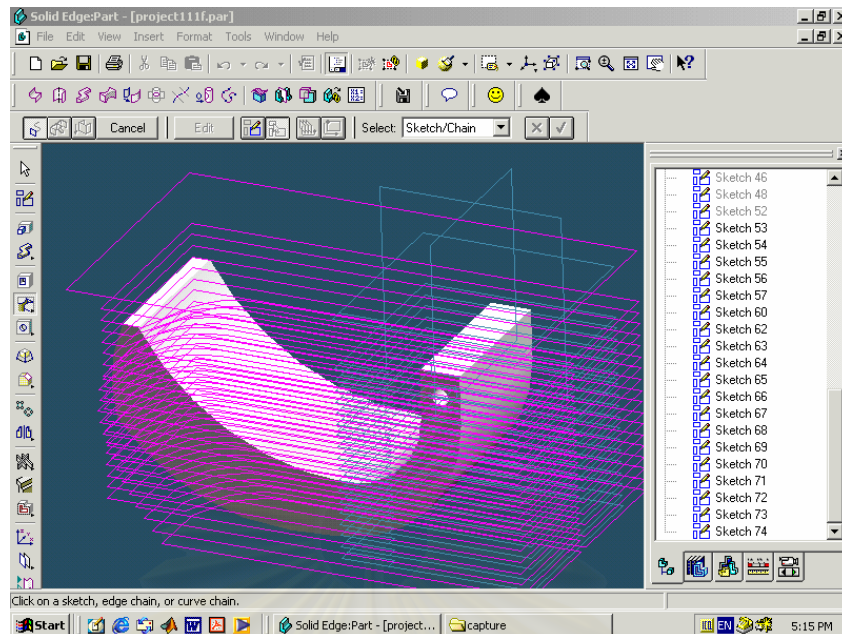 Solid Edge:Part - [project111f.par]
File Edit View Insert Format Tools Window Help
Cancel Edit Select: Sketch/Chain
Sketch 46
Sketch 48
Sketch 52
Sketch 53
Sketch 54
Sketch 55
Sketch 56
Sketch 57
Sketch 60
Sketch 62
Sketch 63
Sketch 64
Sketch 65
Sketch 66
Sketch 67
Sketch 68
Sketch 69
Sketch 70
Sketch 71
Sketch 72
Sketch 73
Sketch 74
Click on a sketch, edge chain, or curve chain.
Start Solid Edge:Part - [project... capture EN 5:15 PM